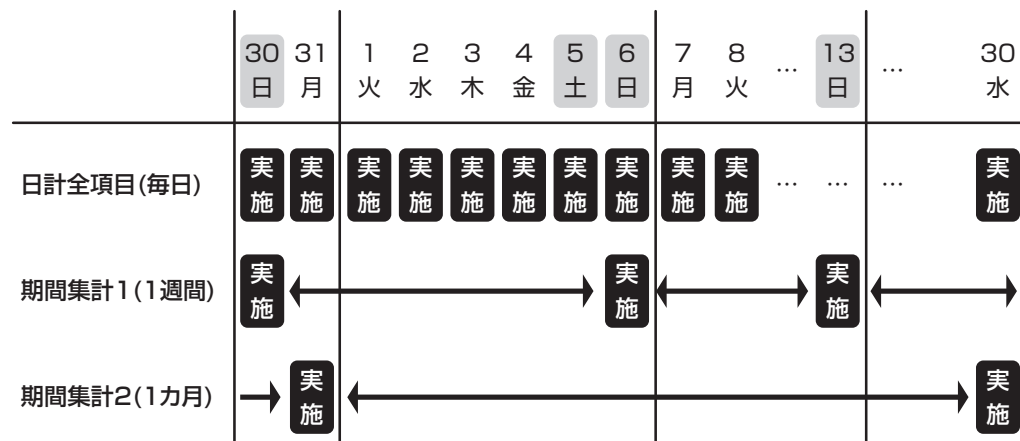 30 31 1 2 3 4 5 6 7 8 … 13 … 30
日 月 火 水 木 金 土 日 月 火 日 水
日計全項目(毎日) 実施 実施 実施 実施 実施 実施 実施 実施 実施 実施 … … … 実施
期間集計1(1週間) 実施 実施 実施
期間集計2(1カ月) 実施 実施